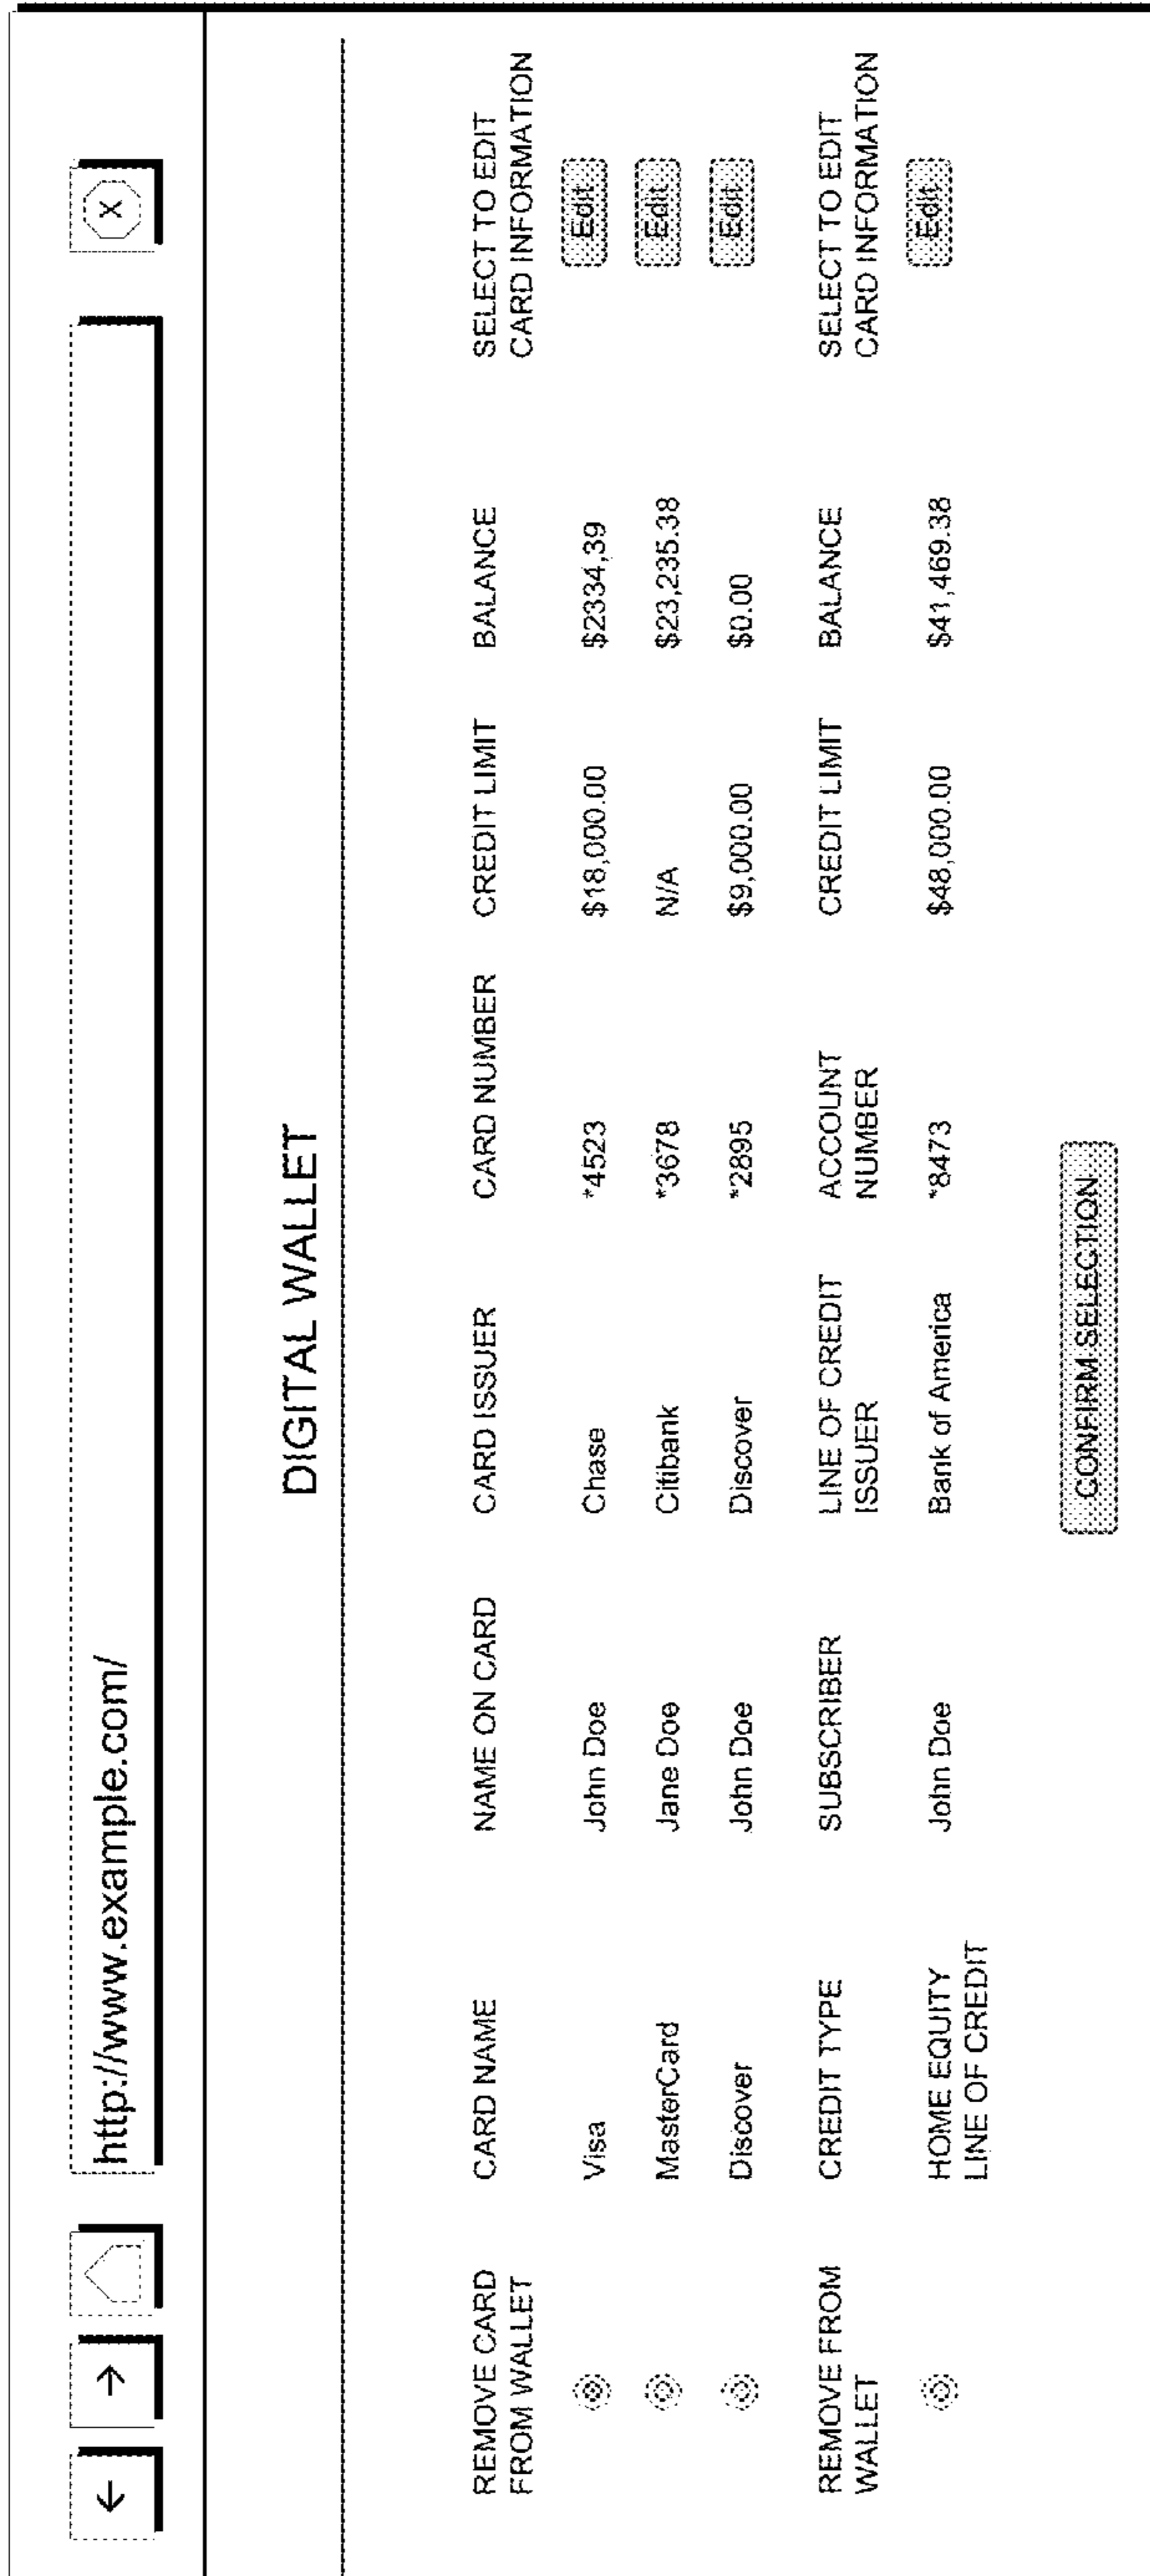 ← → http://www.example.com/ X
DIGITAL WALLET
REMOVE CARD FROM WALLET CARD NAME NAME ON CARD CARD ISSUER CARD NUMBER CREDIT LIMIT BALANCE SELECT TO EDIT CARD INFORMATION
Visa John Doe Chase *4523 $18,000.00 $2334,39 Edit
MasterCard Jane Doe Citibank *3678 N/A $23,235.38 Edit
Discover John Doe Discover *2895 $9,000.00 $0.00 Edit
REMOVE FROM WALLET CREDIT TYPE SUBSCRIBER LINE OF CREDIT ISSUER ACCOUNT NUMBER CREDIT LIMIT BALANCE SELECT TO EDIT CARD INFORMATION
HOME EQUITY LINE OF CREDIT John Doe Bank of America *8473 $48,000.00 $41,469.38 Edit
CONFIRM SELECTION